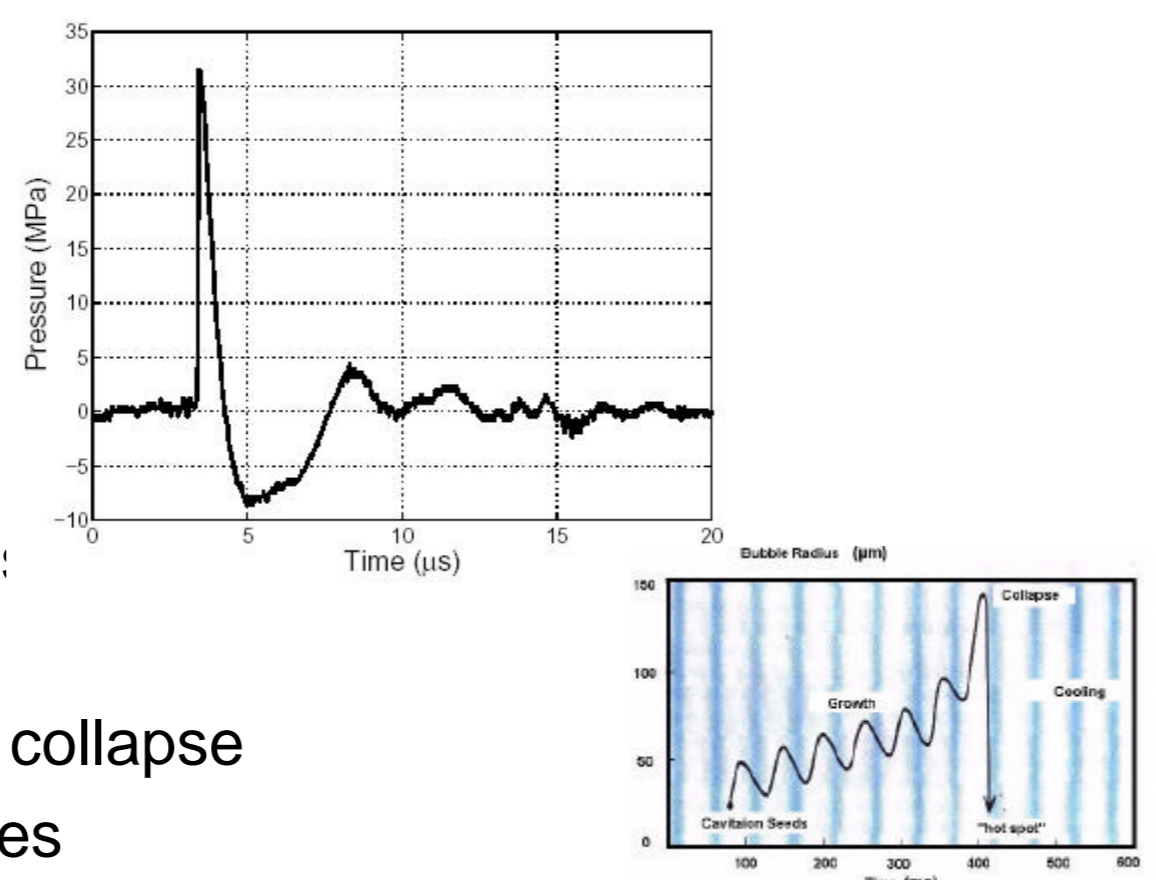 35
30
25
20
15
10
5
0
−5
−10
Pressure (MPa)
0 5 10 15 20
Time (μs)
Bubble Radius (μm)
150
100
50
0
Collapse
Growth
Cooling
Cavitaion Seeds
"hot spot"
100 200 300 400 500 600
collapse
es